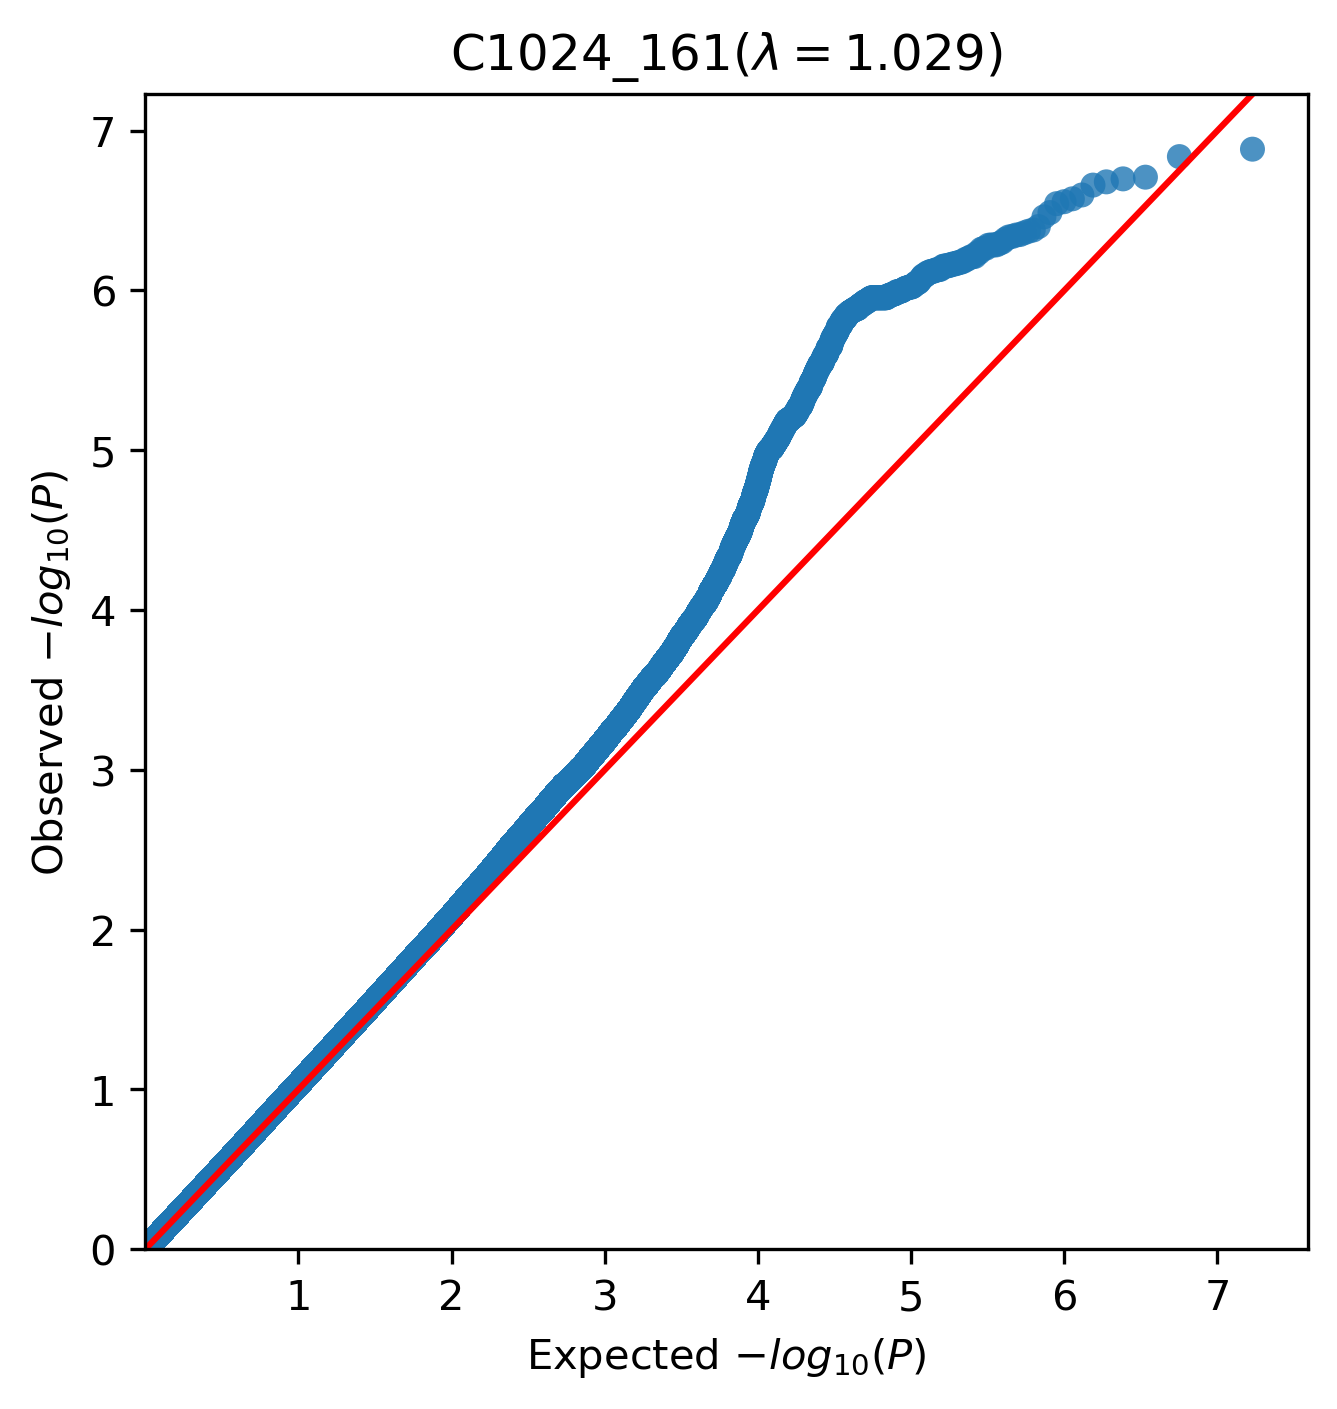 C1024_161(λ = 1.029)
Observed −log₁₀(P)
7
6
5
4
3
2
1
0
1 2 3 4 5 6 7
Expected −log₁₀(P)